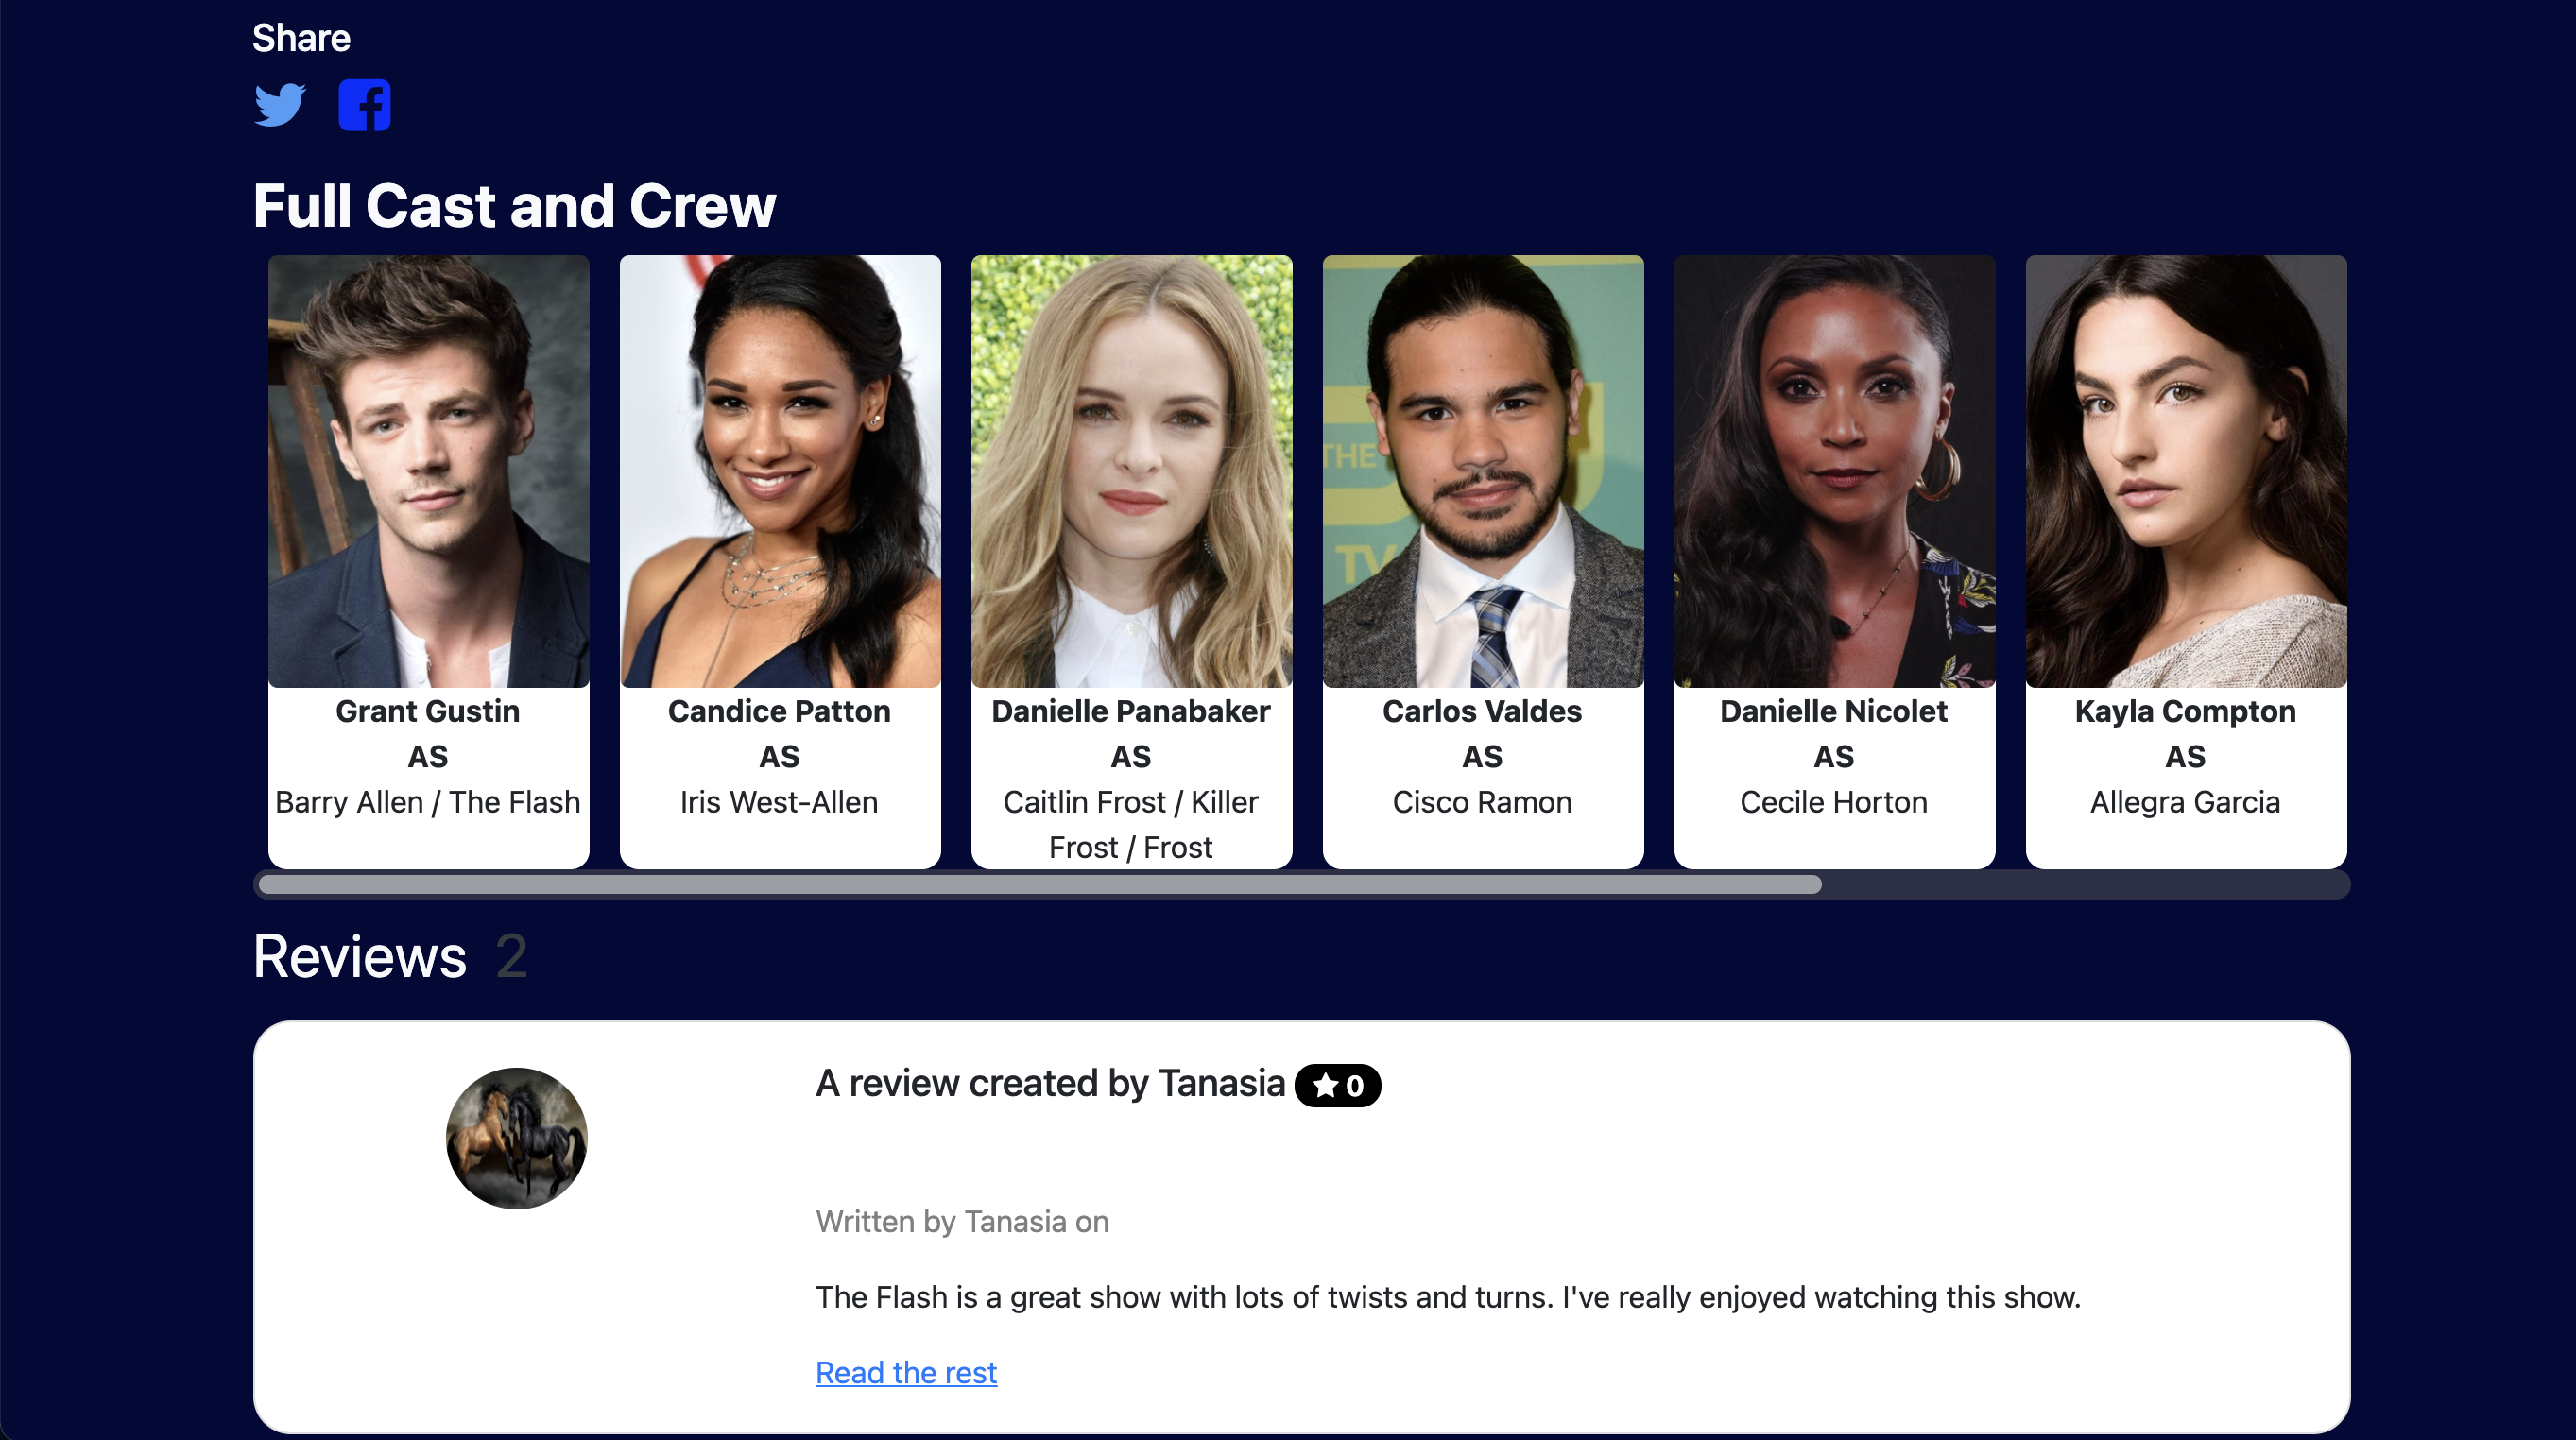 Share
Full Cast and Crew
THE
TV
Grant Gustin
AS
Barry Allen / The Flash
Candice Patton
AS
Iris West-Allen
Danielle Panabaker
AS
Caitlin Frost / Killer
Frost / Frost
Carlos Valdes
AS
Cisco Ramon
Danielle Nicolet
AS
Cecile Horton
Kayla Compton
AS
Allegra Garcia
Reviews 2
A review created by Tanasia ★ 0
Written by Tanasia on
The Flash is a great show with lots of twists and turns. I've really enjoyed watching this show.
Read the rest